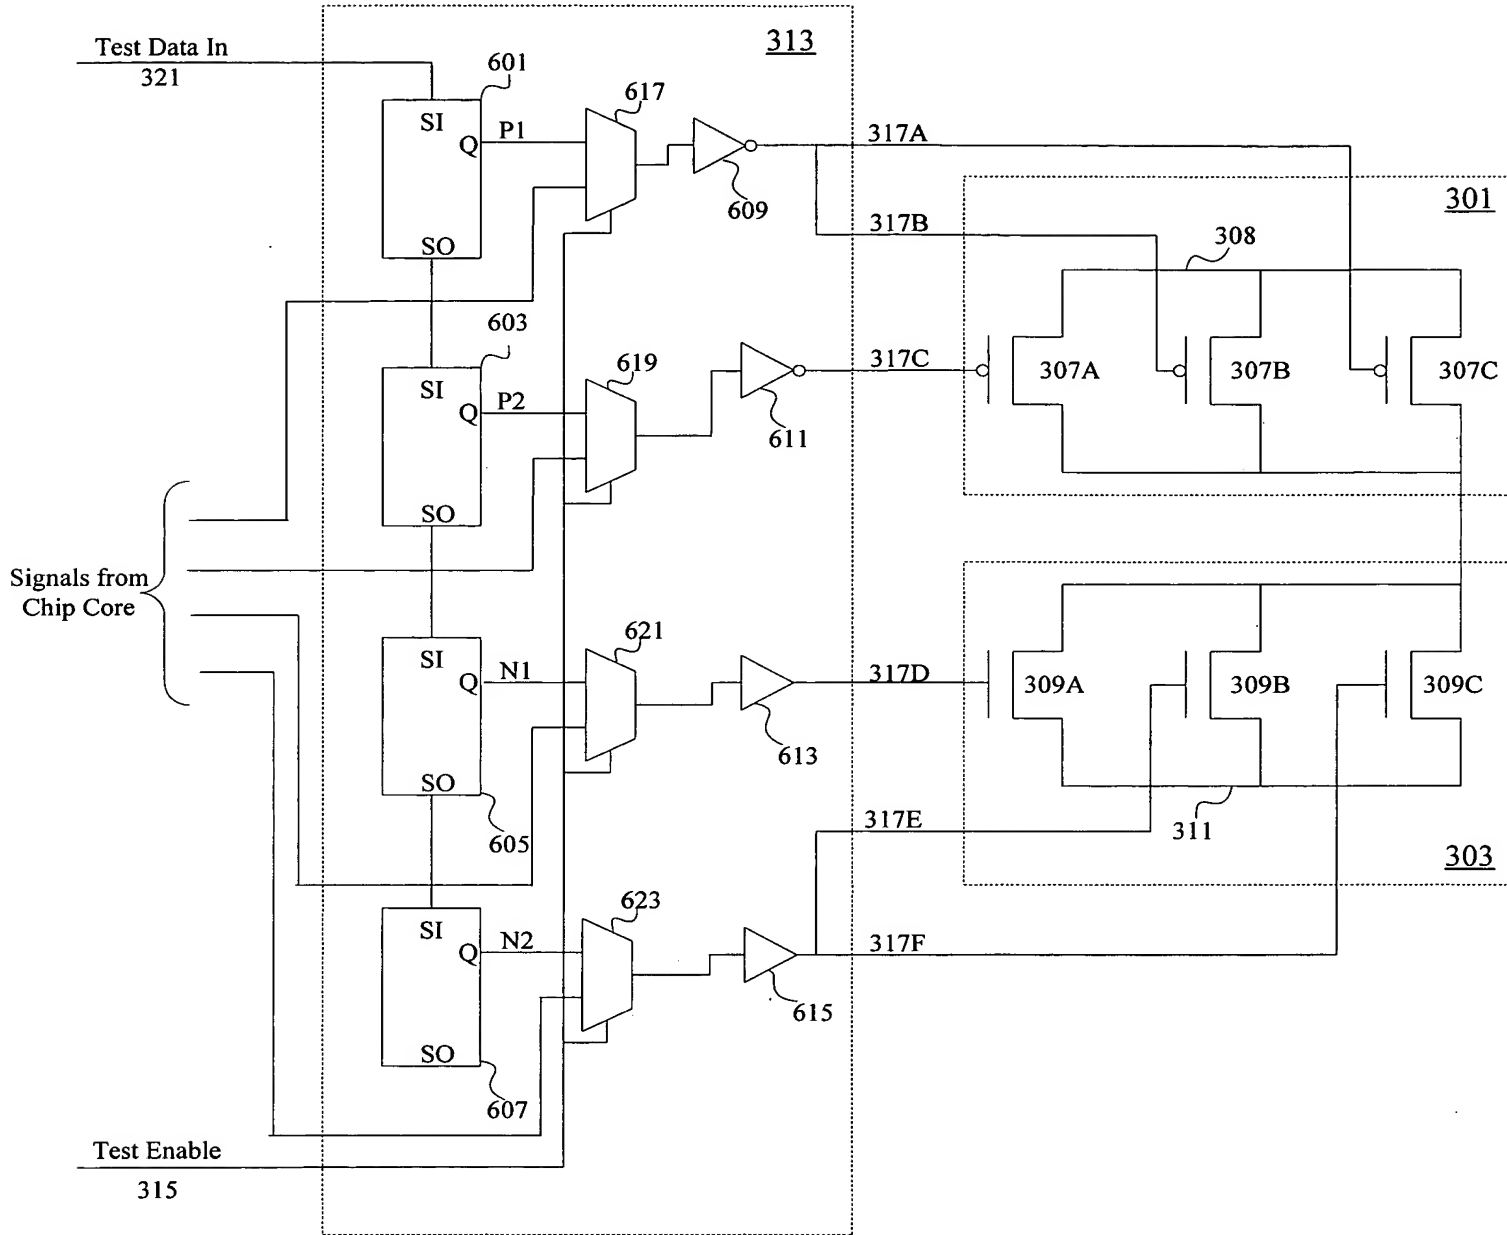 Test Data In
321
313
601
SI
Q
P1
SO
617
609
317A
317B
301
308
603
SI
Q
P2
SO
619
611
317C
307A
307B
307C
Signals from
Chip Core
SI
Q
N1
SO
605
621
613
317D
309A
309B
309C
311
303
317E
SI
Q
N2
SO
607
623
615
317F
Test Enable
315